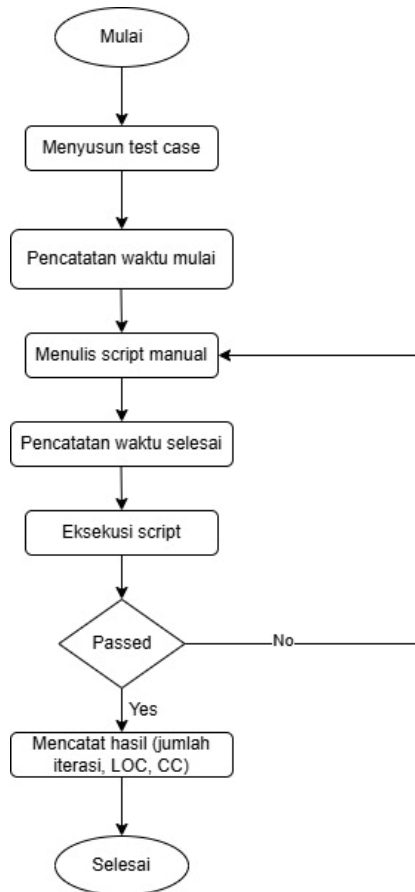 Mulai
Menyusun test case
Pencatatan waktu mulai
Menulis script manual
Pencatatan waktu selesai
Eksekusi script
Passed
No
Yes
Mencatat hasil (jumlah
iterasi, LOC, CC)
Selesai